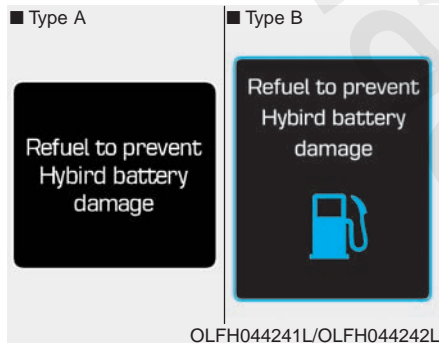 ■ Type A
■ Type B
Refuel to prevent
Hybird battery
damage
Refuel to prevent
Hybird battery
damage
OLFH044241L/OLFH044242L